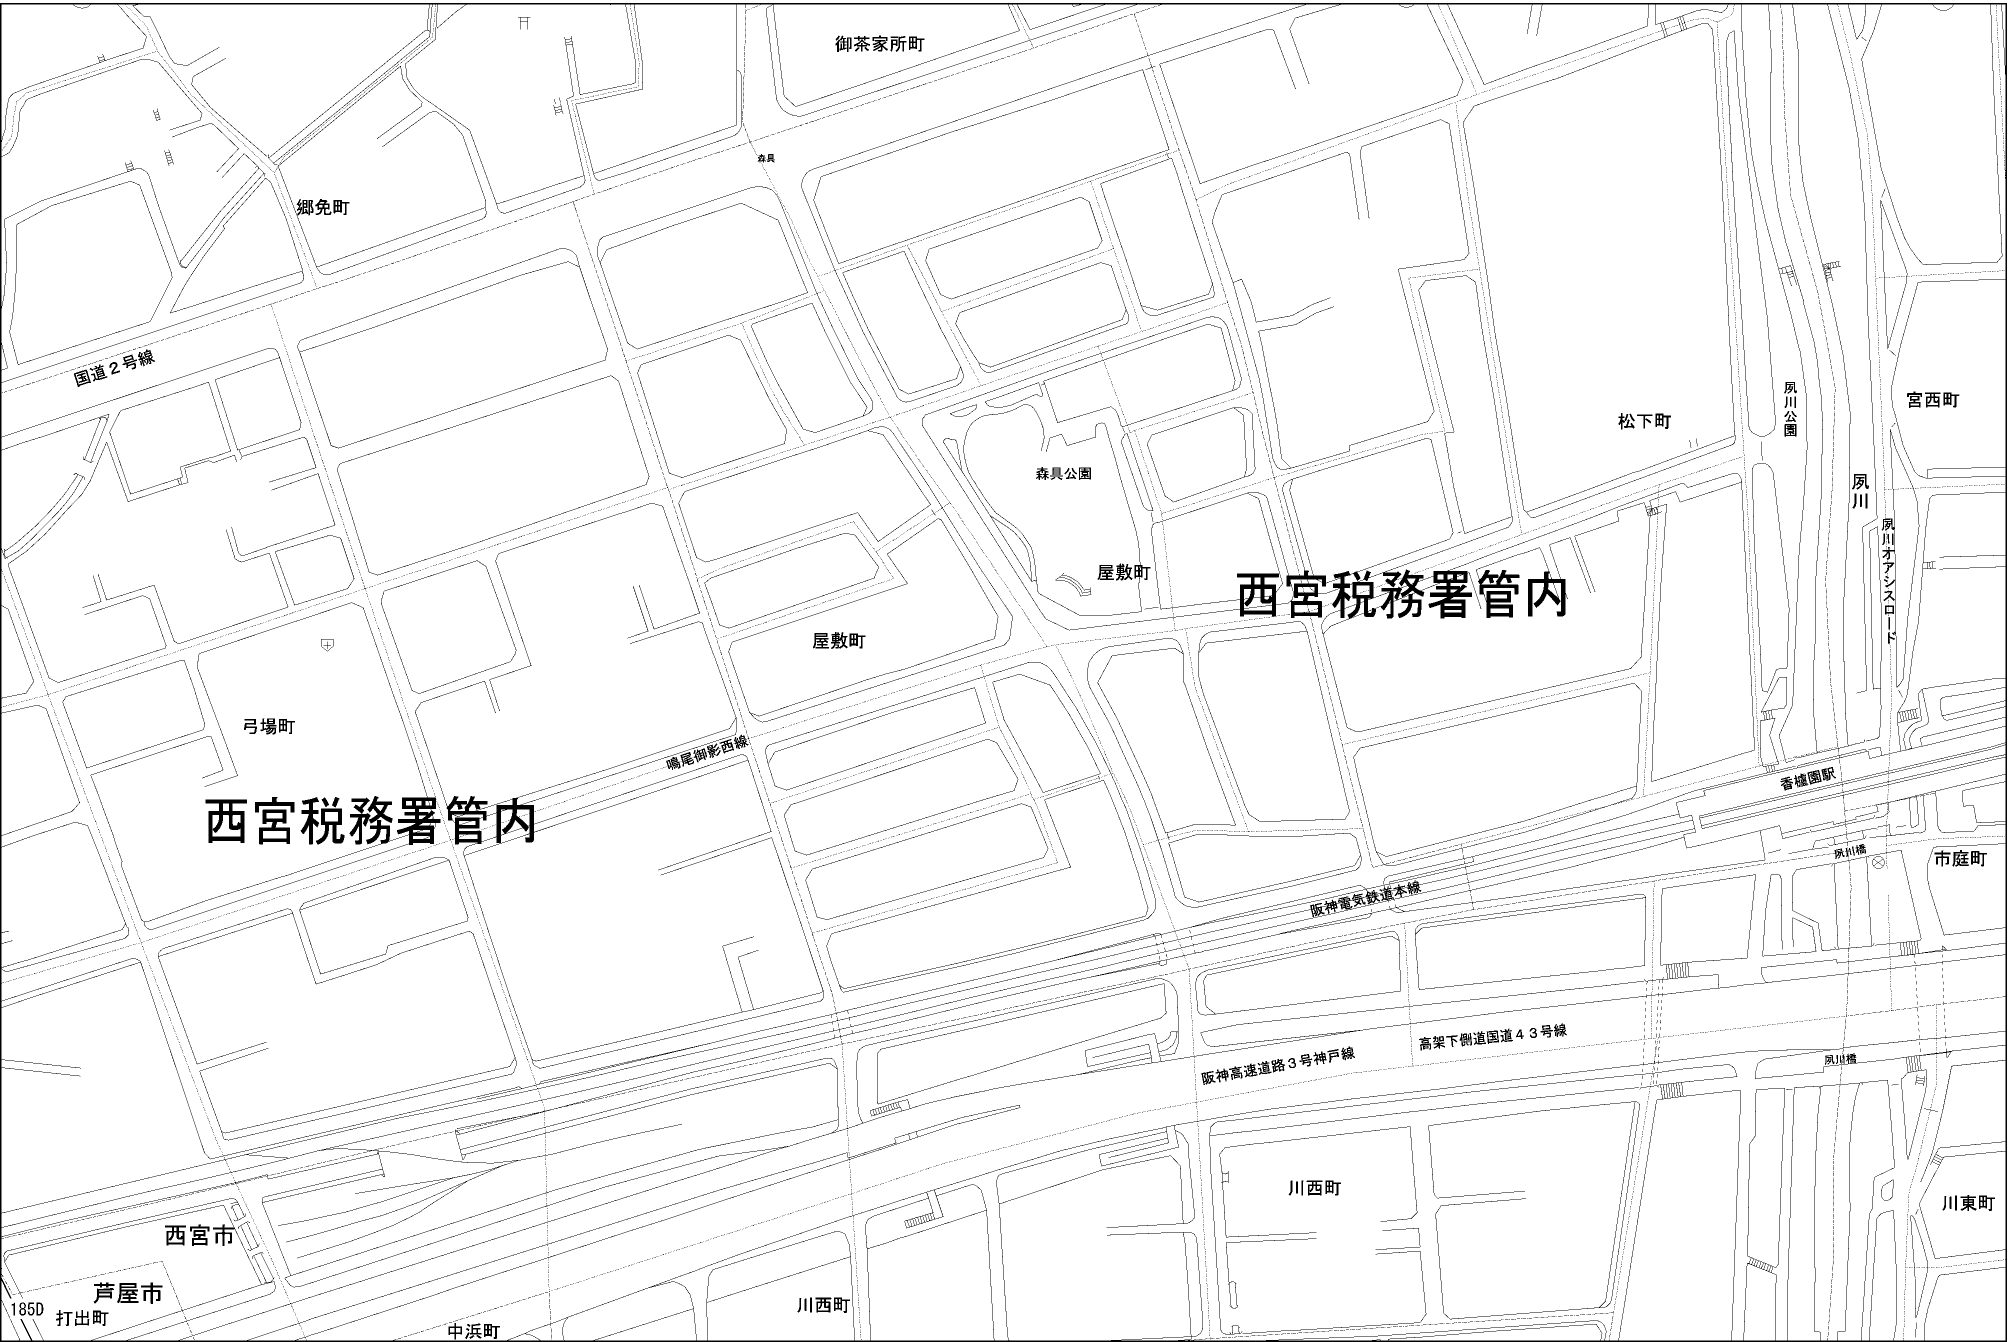 御茶家所町
森具
郷免町
国道２号線
夙川公園
宮西町
松下町
森具公園
夙川
夙川オアシスロード
屋敷町
西宮税務署管内
屋敷町
弓場町
鳴尾御影西線
香櫨園駅
西宮税務署管内
夙川橋
市庭町
阪神電気鉄道本線
高架下側道国道４３号線
阪神高速道路３号神戸線
夙川橋
川西町
川東町
西宮市
芦屋市
185D
打出町
川西町
中浜町